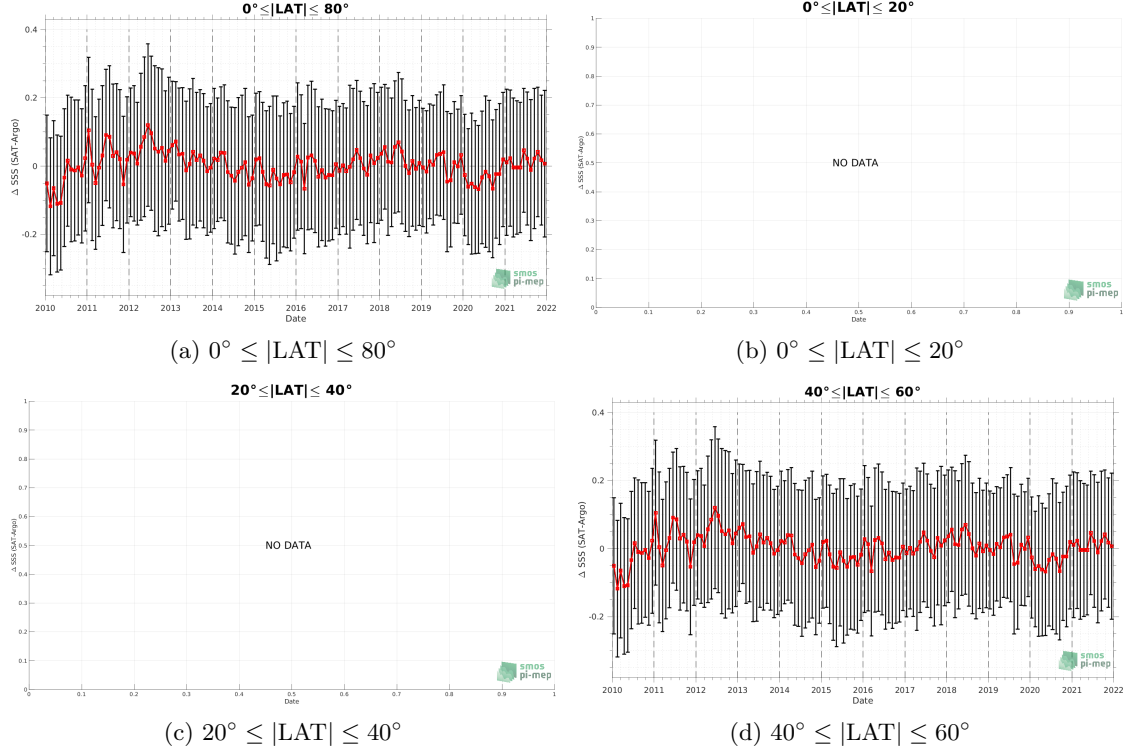 0°≤|LAT|≤ 80°
0.4
0.2
0
-0.2
Δ SSS (SAT-Argo)
smos
pi-mep
2010 2011 2012 2013 2014 2015 2016 2017 2018 2019 2020 2021 2022
Date
(a) 0° ≤ |LAT| ≤ 80°
0°≤|LAT|≤ 20°
1
0.9
0.8
0.7
0.6
0.5
0.4
0.3
0.2
0.1
0
Δ SSS (SAT-Argo)
NO DATA
smos
pi-mep
0 0.1 0.2 0.3 0.4 0.5 0.6 0.7 0.8 0.9 1
Date
(b) 0° ≤ |LAT| ≤ 20°
20°≤|LAT|≤ 40°
1
0.9
0.8
0.7
0.6
0.5
0.4
0.3
0.2
0.1
0
Δ SSS (SAT-Argo)
NO DATA
smos
pi-mep
0 0.1 0.2 0.3 0.4 0.5 0.6 0.7 0.8 0.9 1
Date
(c) 20° ≤ |LAT| ≤ 40°
40°≤|LAT|≤ 60°
0.4
0.2
0
-0.2
Δ SSS (SAT-Argo)
smos
pi-mep
2010 2011 2012 2013 2014 2015 2016 2017 2018 2019 2020 2021 2022
Date
(d) 40° ≤ |LAT| ≤ 60°